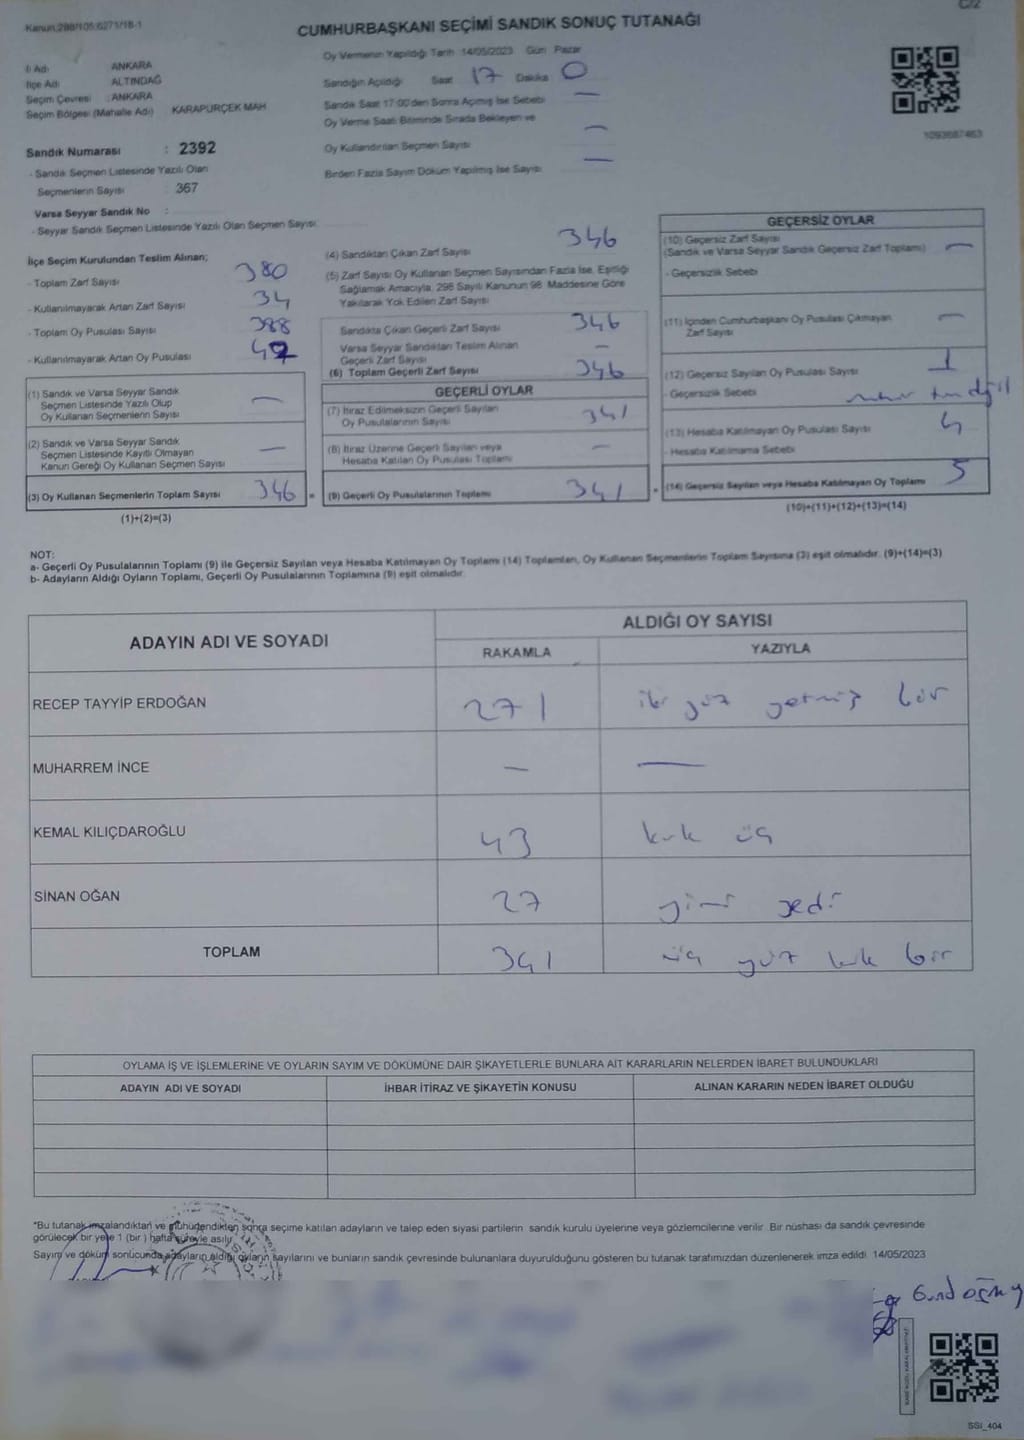 Kanun:298/105:6271/18-1
C2/2
CUMHURBAŞKANI SEÇİMİ SANDIK SONUÇ TUTANAĞI
İl Adı : ANKARA
İlçe Adı : ALTINDAĞ
Seçim Çevresi : ANKARA
Seçim Bölgesi (Mahalle Adı) KARAPÜRÇEK MAH
Sandık Numarası : 2392
- Sandık Seçmen Listesinde Yazılı Olan
Seçmenlerin Sayısı 367
Varsa Seyyar Sandık No :
- Seyyar Sandık Seçmen Listesinde Yazılı Olan Seçmen Sayısı
Oy Vermenin Yapıldığı Tarih 14/05/2023 Gün Pazar
Sandığın Açıldığı Saat 17 Dakika 0
Sandık Saat 17:00'den Sonra Açılmış İse Sebebi —
Oy Verme Saati Bitiminde Sırada Bekleyen ve
Oy Kullandırılan Seçmen Sayısı —
Birden Fazla Sayım Döküm Yapılmış İse Sayısı —
1093687463
İlçe Seçim Kurulundan Teslim Alınan;
- Toplam Zarf Sayısı 380
- Kullanılmayarak Artan Zarf Sayısı 34
- Toplam Oy Pusulası Sayısı 388
- Kullanılmayarak Artan Oy Pusulası 42
(1) Sandık ve Varsa Seyyar Sandık
Seçmen Listesinde Yazılı Olup
Oy Kullanan Seçmenlerin Sayısı —
(2) Sandık ve Varsa Seyyar Sandık
Seçmen Listesinde Kayıtlı Olmayan
Kanun Gereği Oy Kullanan Seçmen Sayısı —
(3) Oy Kullanan Seçmenlerin Toplam Sayısı 346
(1)+(2)=(3)
(4) Sandıktan Çıkan Zarf Sayısı 346
(5) Zarf Sayısı Oy Kullanan Seçmen Sayısından Fazla İse, Eşitliği
Sağlamak Amacıyla, 298 Sayılı Kanunun 98. Maddesine Göre
Yakılarak Yok Edilen Zarf Sayısı
Sandıkta Çıkan Geçerli Zarf Sayısı 346
Varsa Seyyar Sandıktan Teslim Alınan
Geçerli Zarf Sayısı —
(6) Toplam Geçerli Zarf Sayısı 346
GEÇERLİ OYLAR
(7) İtiraz Edilmeksizin Geçerli Sayılan
Oy Pusulalarının Sayısı 341
(8) İtiraz Üzerine Geçerli Sayılan veya
Hesaba Katılan Oy Pusulası Toplamı —
= (9) Geçerli Oy Pusulalarının Toplamı 341
GEÇERSİZ OYLAR
(10) Geçersiz Zarf Sayısı
(Sandık ve Varsa Seyyar Sandık Geçersiz Zarf Toplamı) —
- Geçersizlik Sebebi
(11) İçinden Cumhurbaşkanı Oy Pusulası Çıkmayan
Zarf Sayısı —
(12) Geçersiz Sayılan Oy Pusulası Sayısı 1
- Geçersizlik Sebebi
(13) Hesaba Katılmayan Oy Pusulası Sayısı 4
- Hesaba Katılmama Sebebi
+ (14) Geçersiz Sayılan veya Hesaba Katılmayan Oy Toplamı 5
(10)+(11)+(12)+(13)=(14)
NOT:
a- Geçerli Oy Pusulalarının Toplamı (9) ile Geçersiz Sayılan veya Hesaba Katılmayan Oy Toplamı (14) Toplamları, Oy Kullanan Seçmenlerin Toplam Sayısına (3) eşit olmalıdır. (9)+(14)=(3)
b- Adayların Aldığı Oyların Toplamı, Geçerli Oy Pusulalarının Toplamına (9) eşit olmalıdır.
ADAYIN ADI VE SOYADI ALDIĞI OY SAYISI
RAKAMLA YAZIYLA
RECEP TAYYİP ERDOĞAN 271 iki yüz yetmiş bir
MUHARREM İNCE — —
KEMAL KILIÇDAROĞLU 43 kırk üç
SİNAN OĞAN 27 yirmi yedi
TOPLAM 341 üç yüz kırk bir
OYLAMA İŞ VE İŞLEMLERİNE VE OYLARIN SAYIM VE DÖKÜMÜNE DAİR ŞİKAYETLERLE BUNLARA AİT KARARLARIN NELERDEN İBARET BULUNDUKLARI
ADAYIN ADI VE SOYADI İHBAR İTİRAZ VE ŞİKAYETİN KONUSU ALINAN KARARIN NEDEN İBARET OLDUĞU
*Bu tutanak imzalandıktan ve mühürlendikten sonra seçime katılan adayların ve talep eden siyasi partilerin sandık kurulu üyelerine veya gözlemcilerine verilir. Bir nüshası da sandık çevresinde
görülecek bir yere 1 (bir ) hafta süreyle asılır.
Sayım ve döküm sonucunda adayların aldığı oyların sayılarını ve bunların sandık çevresinde bulunanlara duyurulduğunu gösteren bu tutanak tarafımızdan düzenlenerek imza edildi. 14/05/2023
SSI_404